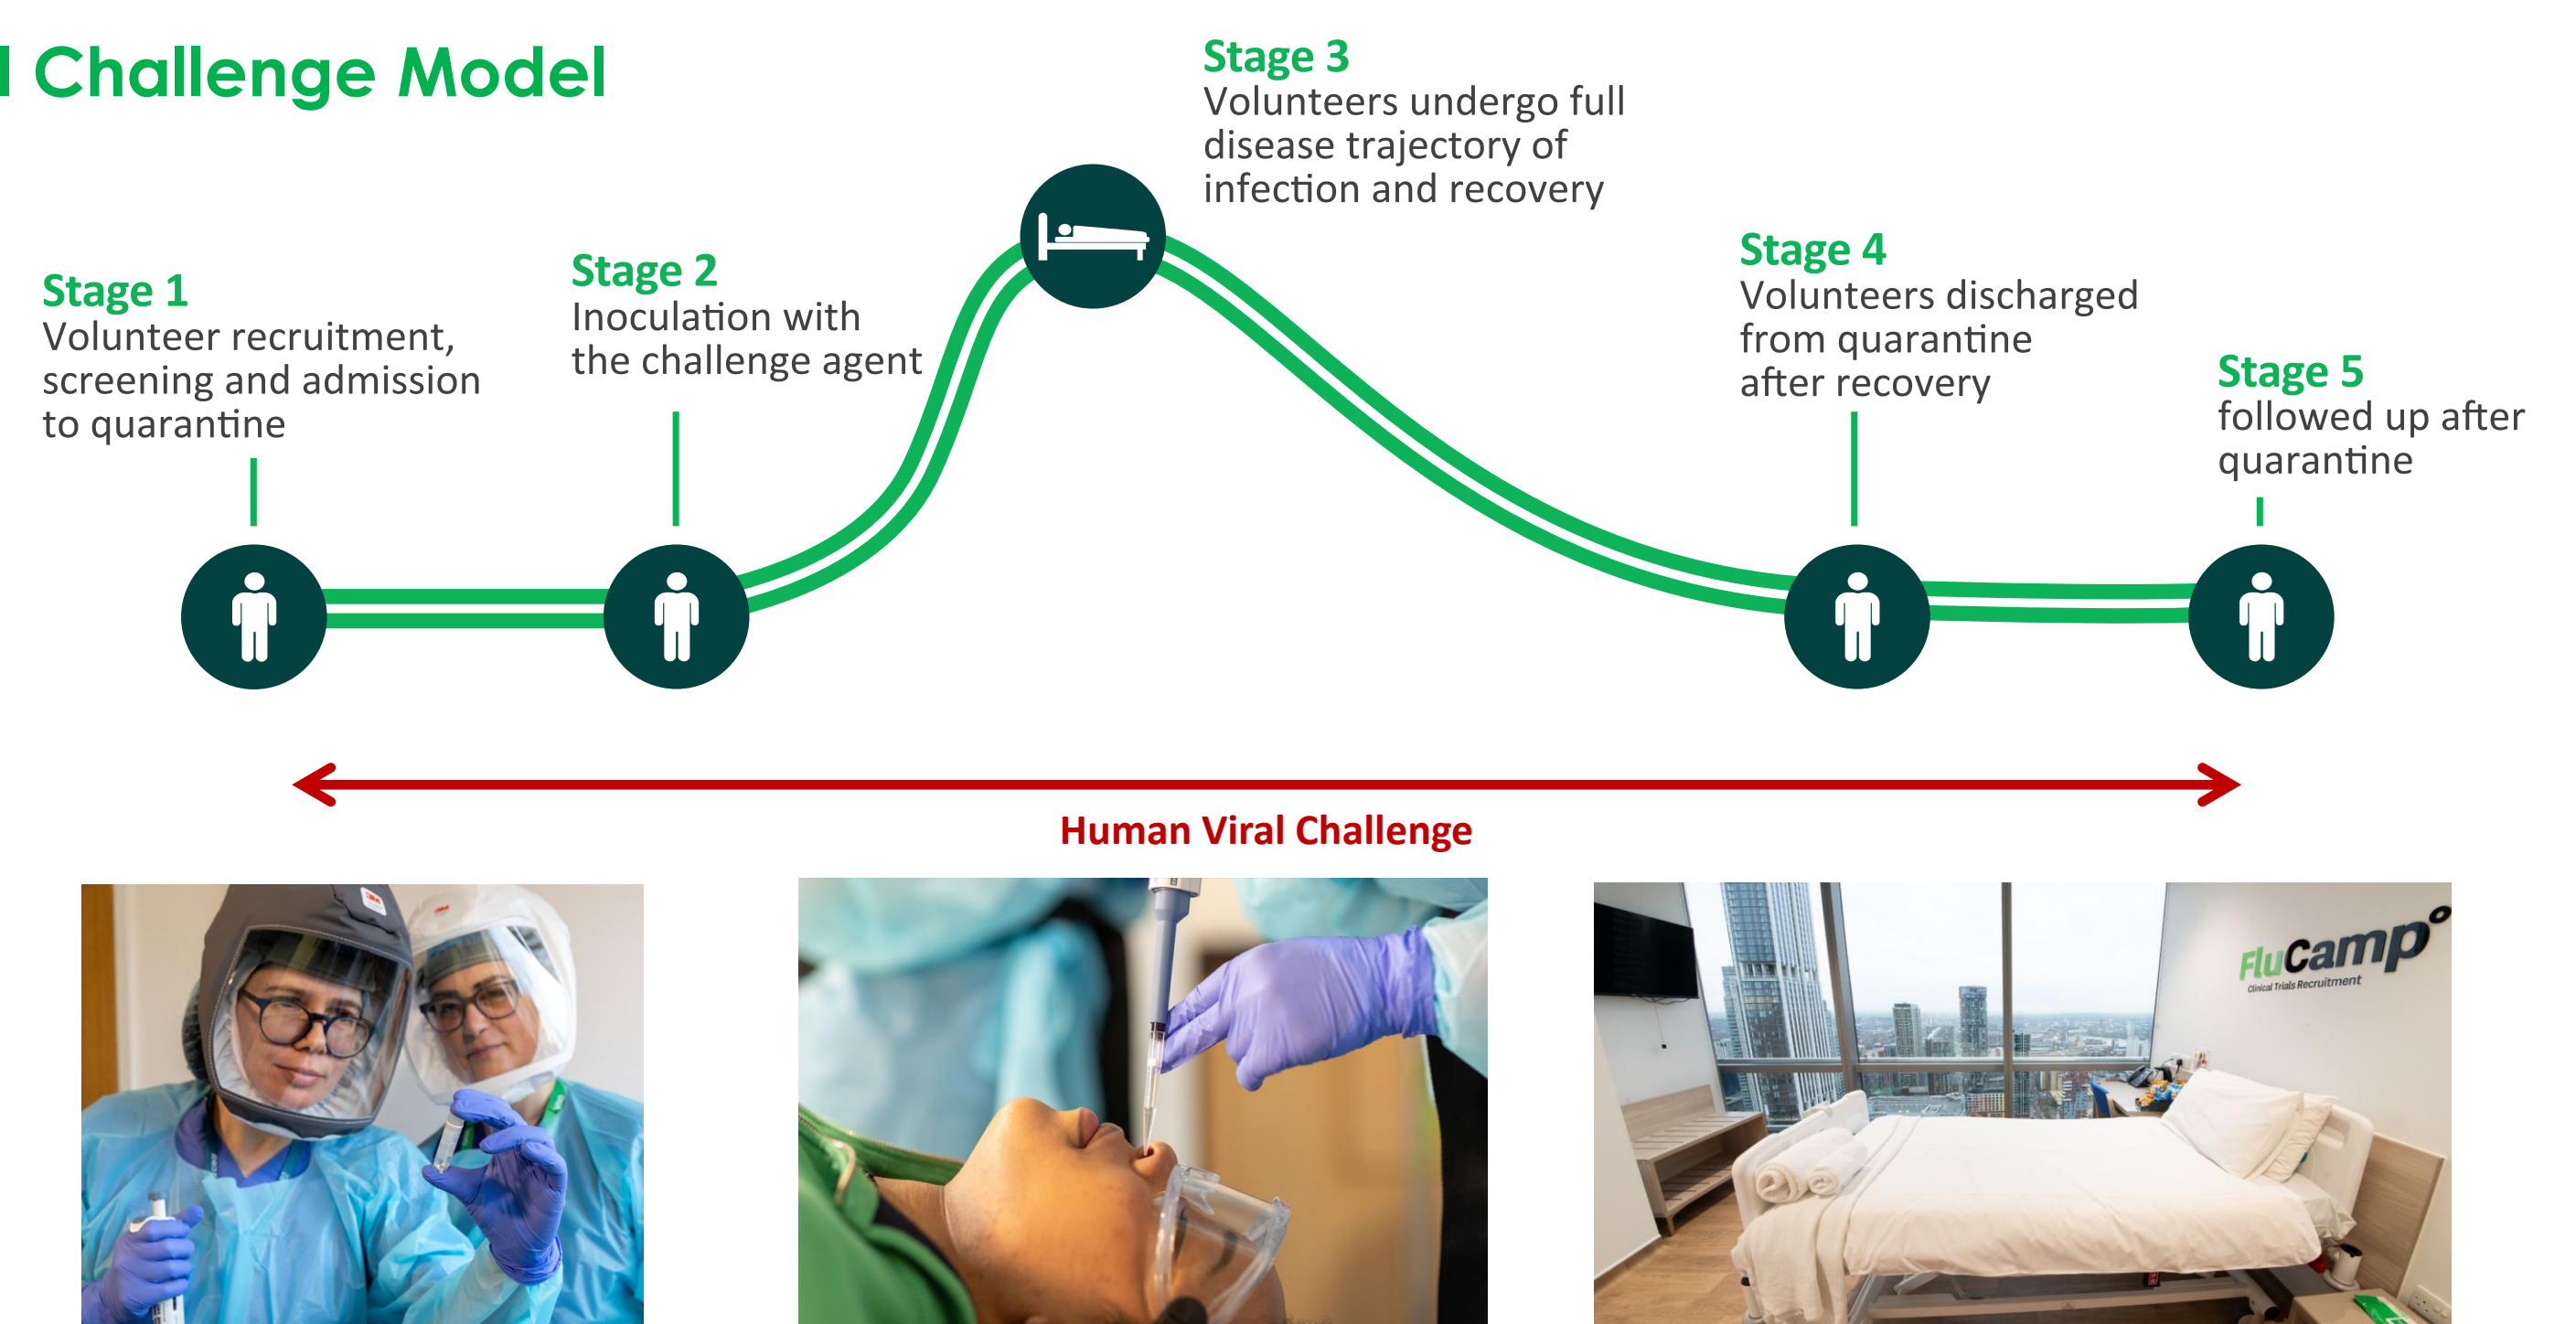 Challenge Model
Stage 1
Volunteer recruitment,
screening and admission
to quarantine
Stage 2
Inoculation with
the challenge agent
Stage 3
Volunteers undergo full
disease trajectory of
infection and recovery
Stage 4
Volunteers discharged
from quarantine
after recovery
Stage 5
followed up after
quarantine
Human Viral Challenge
3M
3M
FluCamp
Clinical Trials Recruitment